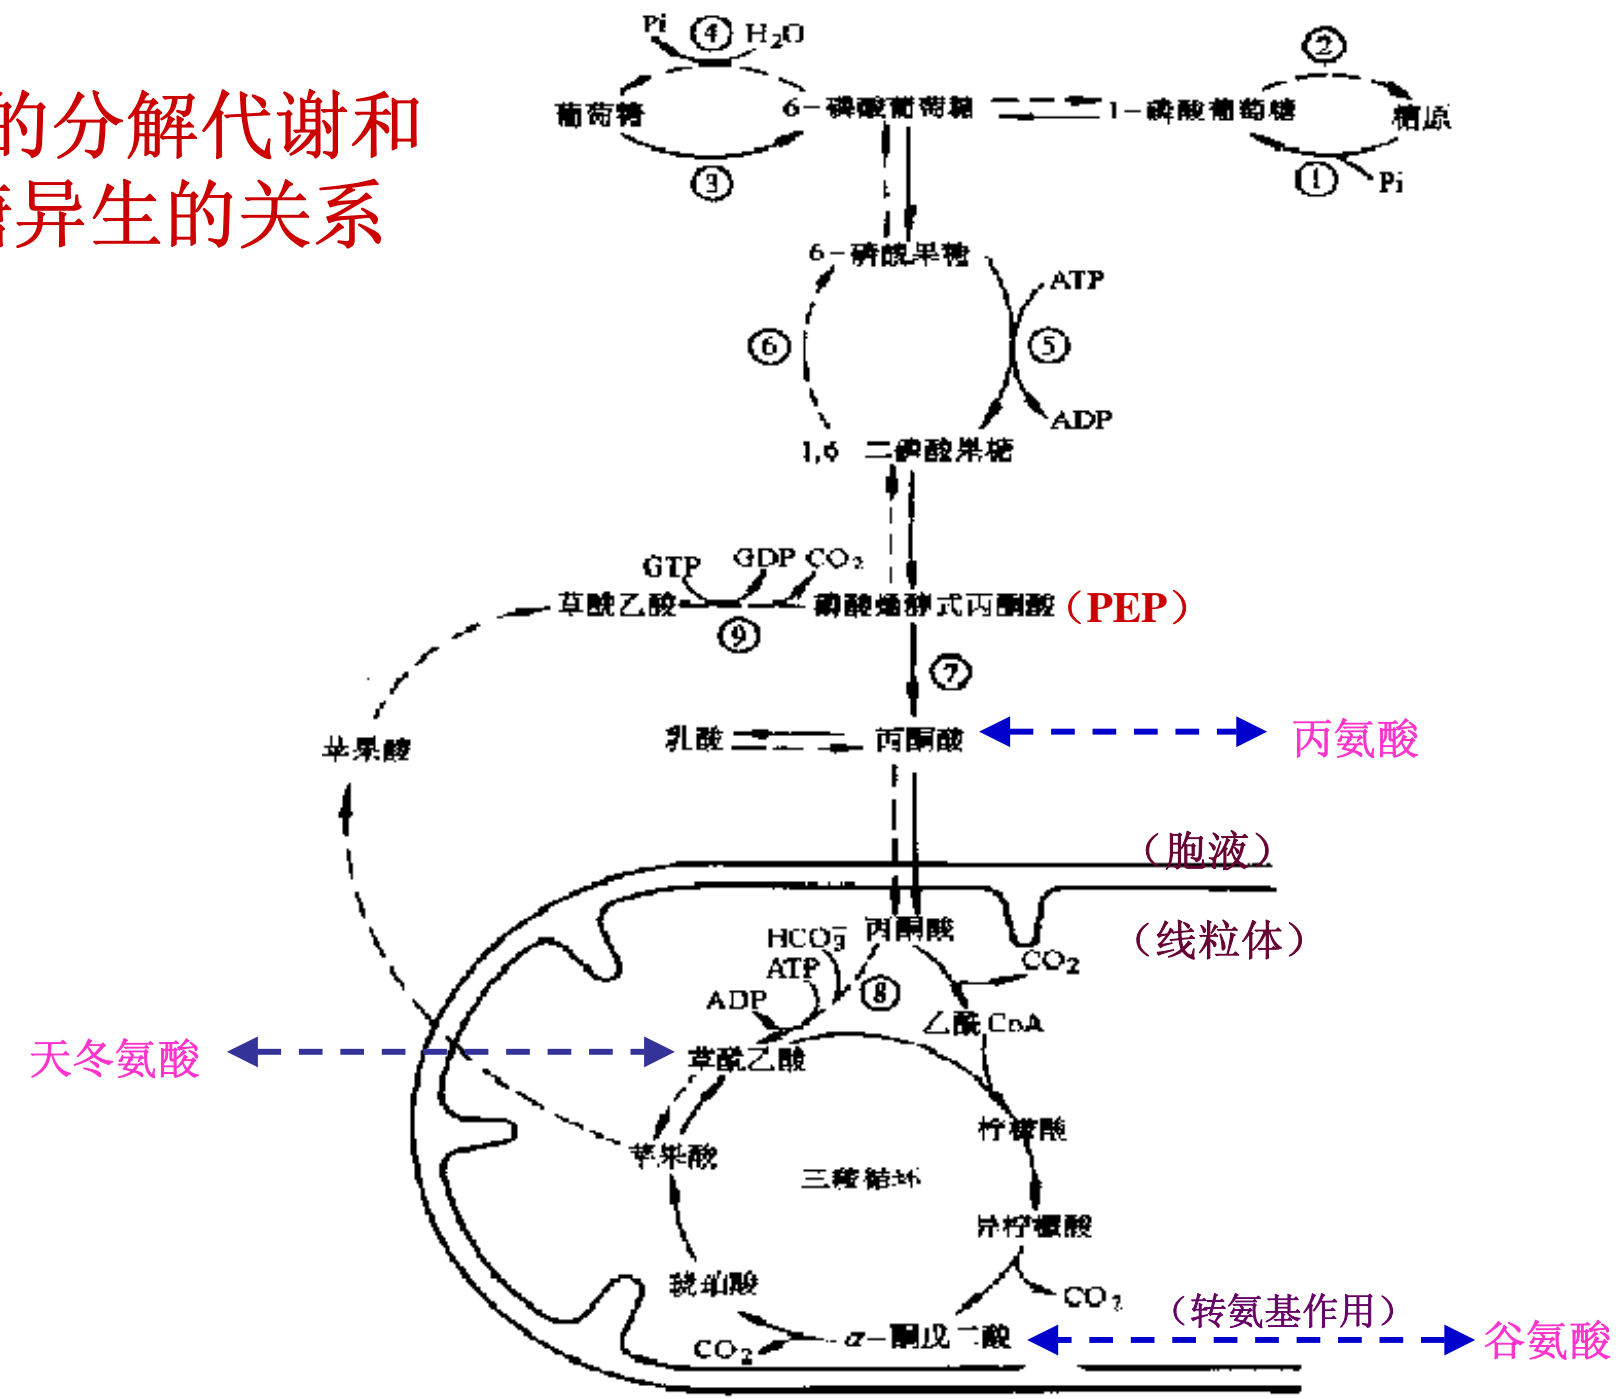 的分解代谢和
异生的关系
Pi ④ H₂O
②
葡萄糖 6-磷酸葡萄糖 1-磷酸葡萄糖 糖原
③ ① Pi
6-磷酸果糖
ATP
⑥ ⑤
ADP
1,6 二磷酸果糖
GTP GDP CO₂
草酰乙酸 磷酸烯醇式丙酮酸（PEP）
⑨
⑦
苹果酸 乳酸 丙酮酸 丙氨酸
（胞液）
（线粒体）
HCO₃⁻ 丙酮酸
ATP CO₂
ADP ⑧
乙酰CoA
天冬氨酸 草酰乙酸
柠檬酸
苹果酸
三羧循环
异柠檬酸
琥珀酸
CO₂ （转氨基作用）
CO₂ α-酮戊二酸 谷氨酸